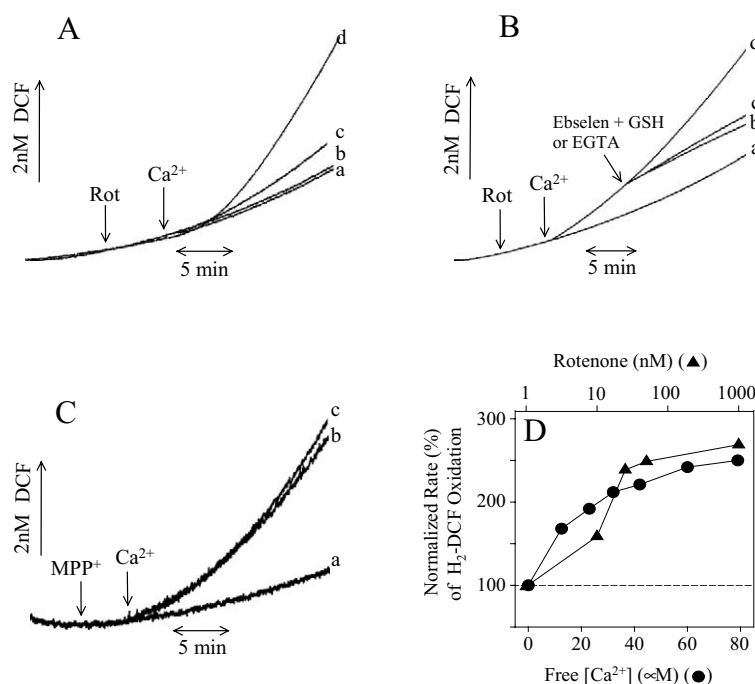 A
2nM DCF
Rot
Ca²⁺
5 min
d
c
b
a
B
2nM DCF
Rot
Ca²⁺
Ebselen + GSH
or EGTA
5 min
d
c
b
a
C
2nM DCF
MPP⁺
Ca²⁺
5 min
c
b
a
Rotenone (nM) (▲)
1 10 100 1000
D
Normalized Rate (%)
of H₂-DCF Oxidation
300
200
100
0 20 40 60 80
Free [Ca²⁺] (∝M) (●)